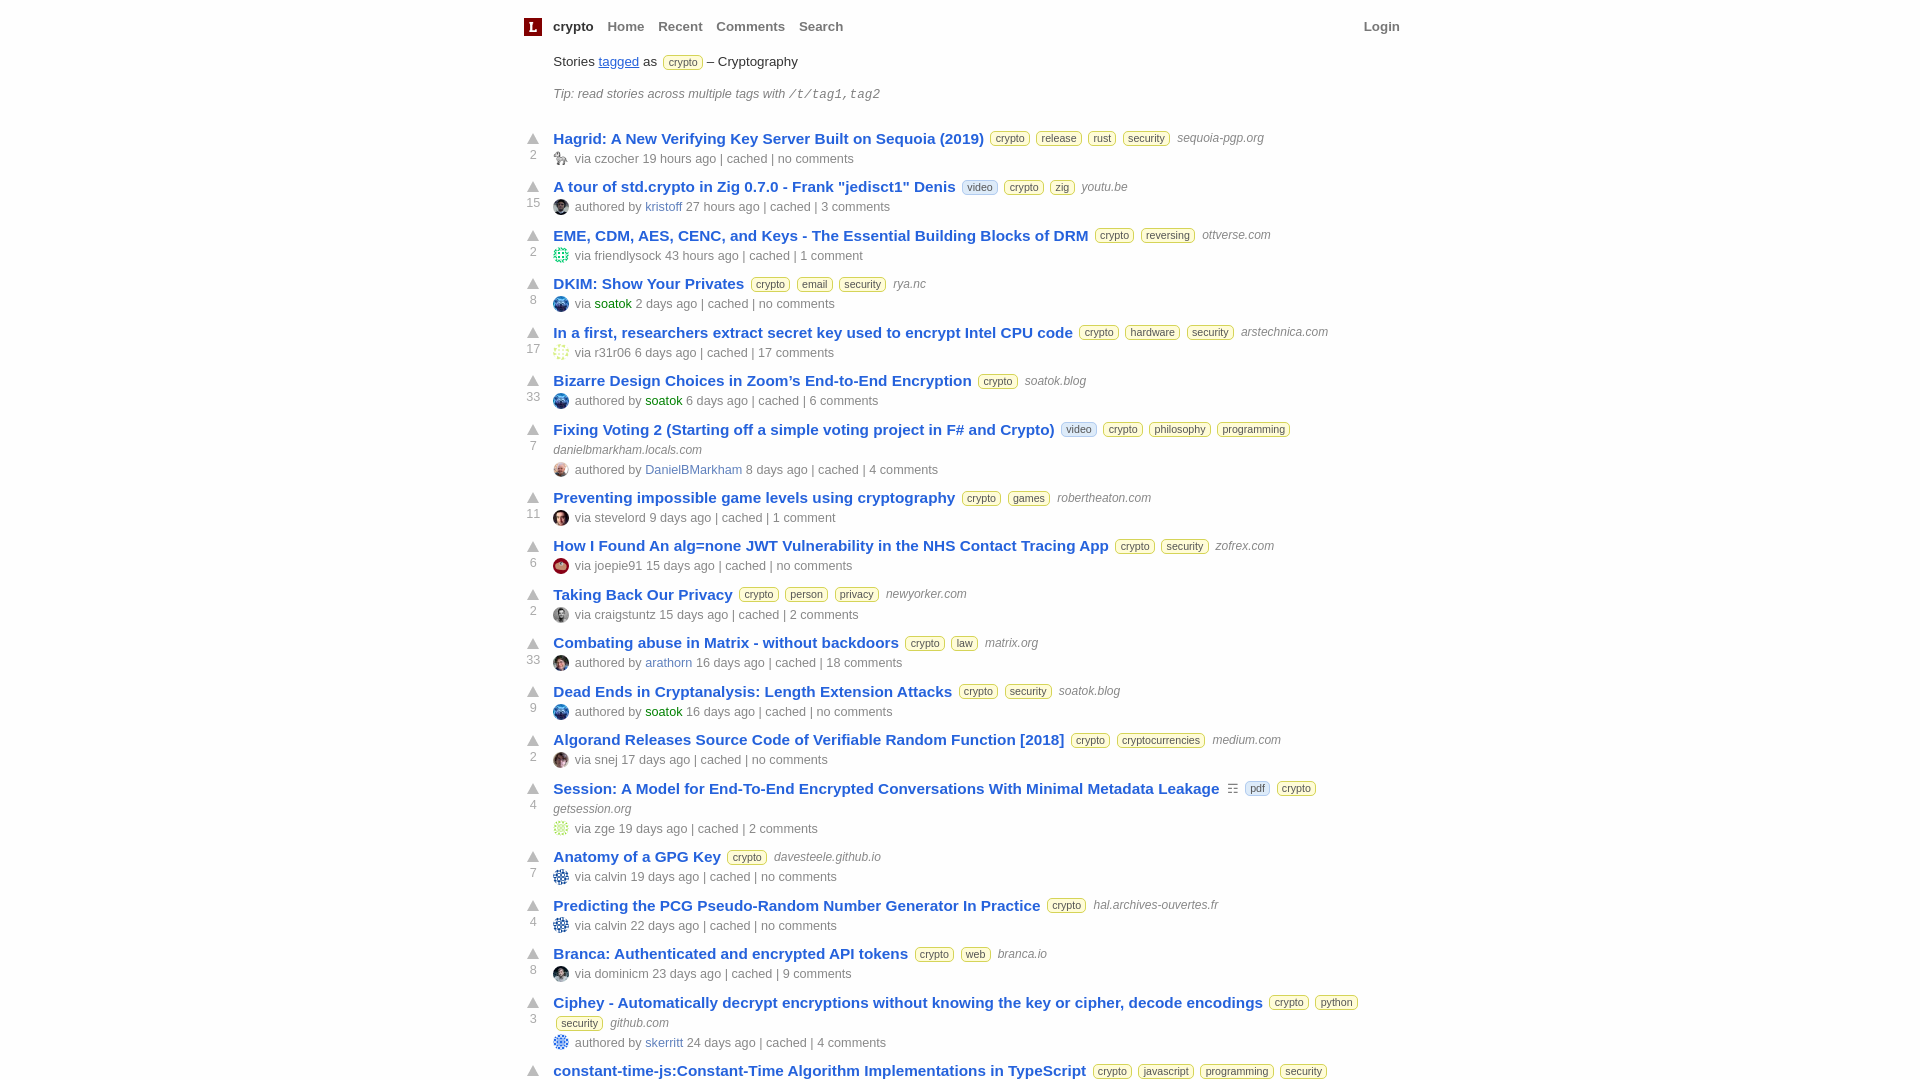 L crypto Home Recent Comments Search Login
Stories tagged as crypto – Cryptography
Tip: read stories across multiple tags with /t/tag1,tag2
Hagrid: A New Verifying Key Server Built on Sequoia (2019) crypto release rust security sequoia-pgp.org
2 via czocher 19 hours ago | cached | no comments
A tour of std.crypto in Zig 0.7.0 - Frank "jedisct1" Denis video crypto zig youtu.be
15 authored by kristoff 27 hours ago | cached | 3 comments
EME, CDM, AES, CENC, and Keys - The Essential Building Blocks of DRM crypto reversing ottverse.com
2 via friendlysock 43 hours ago | cached | 1 comment
DKIM: Show Your Privates crypto email security rya.nc
8 via soatok 2 days ago | cached | no comments
In a first, researchers extract secret key used to encrypt Intel CPU code crypto hardware security arstechnica.com
17 via r31r06 6 days ago | cached | 17 comments
Bizarre Design Choices in Zoom’s End-to-End Encryption crypto soatok.blog
33 authored by soatok 6 days ago | cached | 6 comments
Fixing Voting 2 (Starting off a simple voting project in F# and Crypto) video crypto philosophy programming
7 danielbmarkham.locals.com
authored by DanielBMarkham 8 days ago | cached | 4 comments
Preventing impossible game levels using cryptography crypto games robertheaton.com
11 via stevelord 9 days ago | cached | 1 comment
How I Found An alg=none JWT Vulnerability in the NHS Contact Tracing App crypto security zofrex.com
6 via joepie91 15 days ago | cached | no comments
Taking Back Our Privacy crypto person privacy newyorker.com
2 via craigstuntz 15 days ago | cached | 2 comments
Combating abuse in Matrix - without backdoors crypto law matrix.org
33 authored by arathorn 16 days ago | cached | 18 comments
Dead Ends in Cryptanalysis: Length Extension Attacks crypto security soatok.blog
9 authored by soatok 16 days ago | cached | no comments
Algorand Releases Source Code of Verifiable Random Function [2018] crypto cryptocurrencies medium.com
2 via snej 17 days ago | cached | no comments
Session: A Model for End-To-End Encrypted Conversations With Minimal Metadata Leakage ☶ pdf crypto
4 getsession.org
via zge 19 days ago | cached | 2 comments
Anatomy of a GPG Key crypto davesteele.github.io
7 via calvin 19 days ago | cached | no comments
Predicting the PCG Pseudo-Random Number Generator In Practice crypto hal.archives-ouvertes.fr
4 via calvin 22 days ago | cached | no comments
Branca: Authenticated and encrypted API tokens crypto web branca.io
8 via dominicm 23 days ago | cached | 9 comments
Ciphey - Automatically decrypt encryptions without knowing the key or cipher, decode encodings crypto python
3 security github.com
authored by skerritt 24 days ago | cached | 4 comments
constant-time-js:Constant-Time Algorithm Implementations in TypeScript crypto javascript programming security